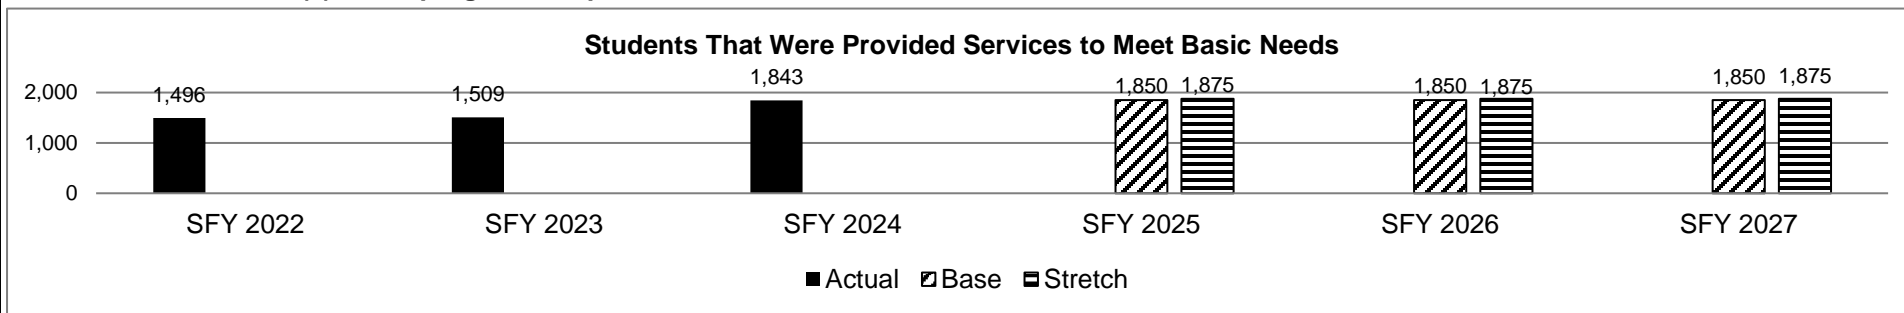 Students That Were Provided Services to Meet Basic Needs
1,496 1,509 1,843 1,850 1,875 1,850 1,875 1,850 1,875
2,000
1,000
0
SFY 2022 SFY 2023 SFY 2024 SFY 2025 SFY 2026 SFY 2027
Actual Base Stretch